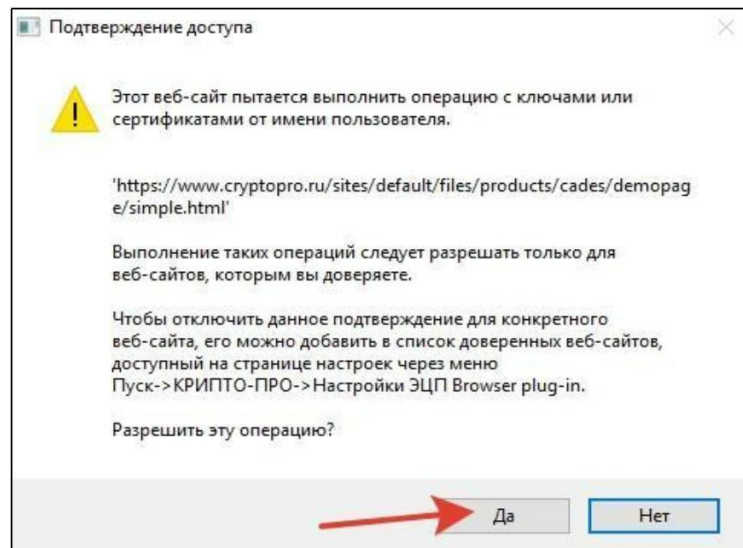 Подтверждение доступа
Этот веб-сайт пытается выполнить операцию с ключами или
сертификатами от имени пользователя.
'https://www.cryptopro.ru/sites/default/files/products/cades/demopag
e/simple.html'
Выполнение таких операций следует разрешать только для
веб-сайтов, которым вы доверяете.
Чтобы отключить данное подтверждение для конкретного
веб-сайта, его можно добавить в список доверенных веб-сайтов,
доступный на странице настроек через меню
Пуск->КРИПТО-ПРО->Настройки ЭЦП Browser plug-in.
Разрешить эту операцию?
Да Нет